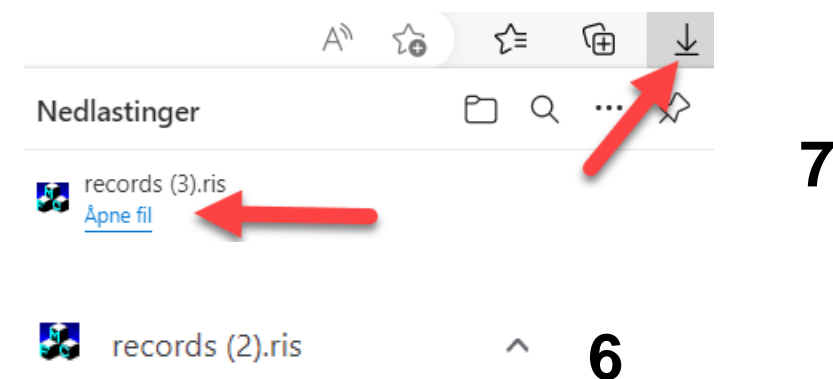 Nedlastinger
records (3).ris
Åpne fil
7
records (2).ris
6